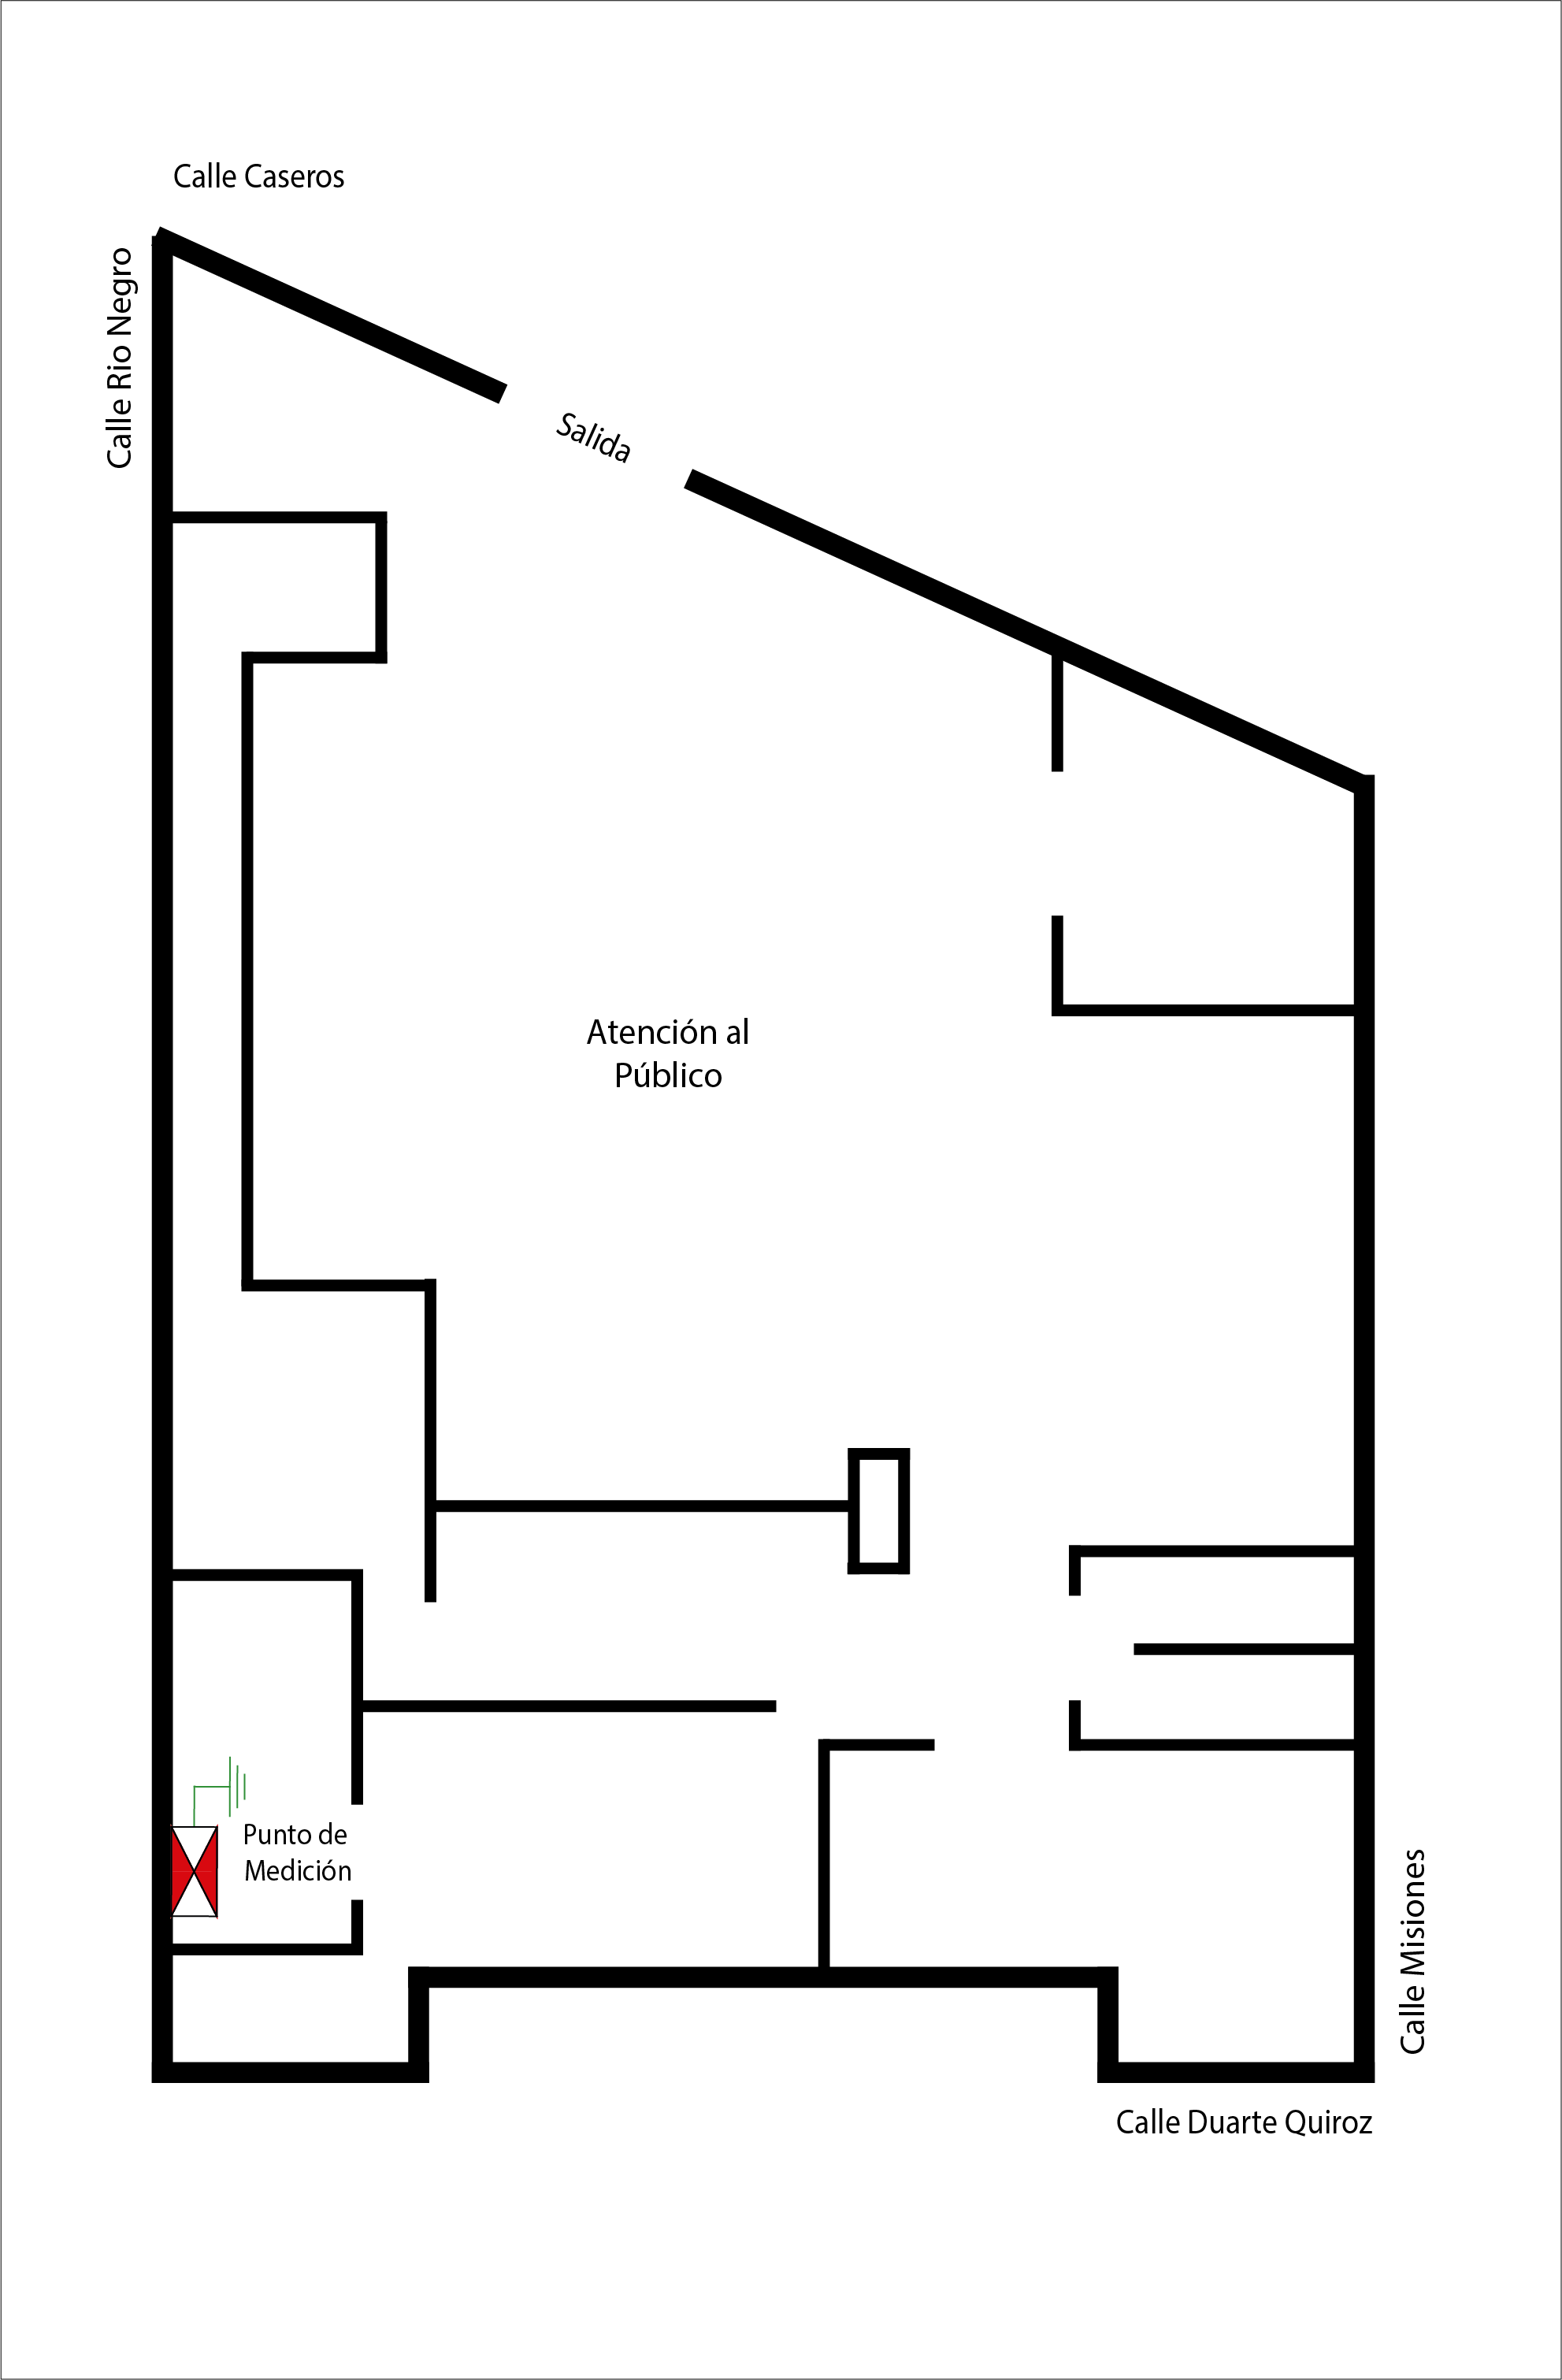 Calle Caseros
Calle Rio Negro
Salida
Atención al
Público
Punto de
Medición
Calle Misiones
Calle Duarte Quiroz